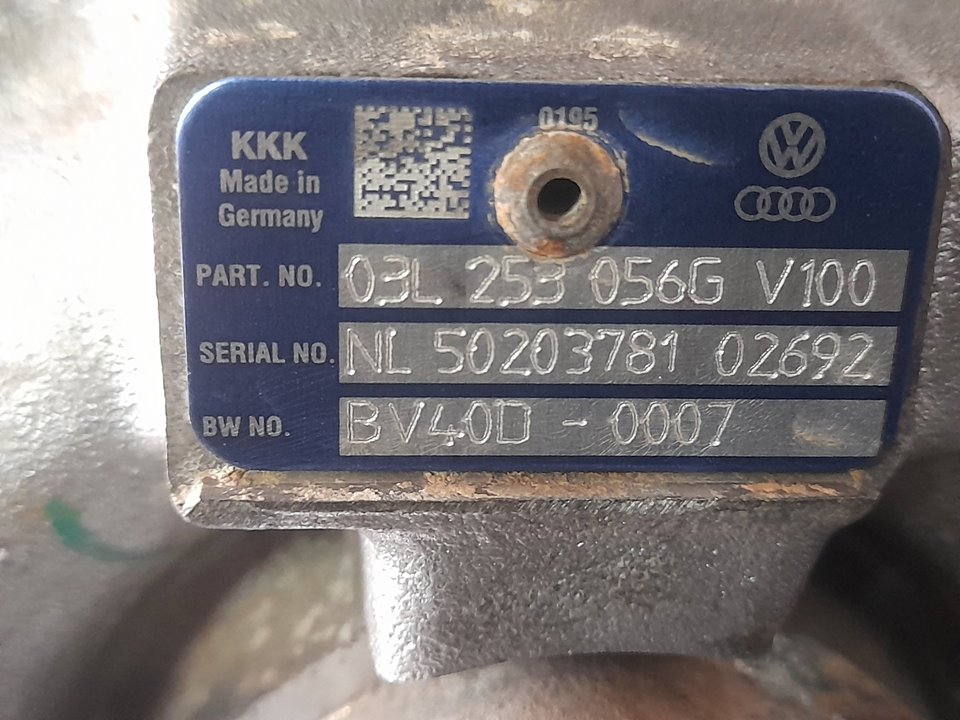 0195
KKK
Made in
Germany
PART. NO. 03L 253 056G V100
SERIAL NO. NL 50203781 02692
BW NO. BV40D - 0007